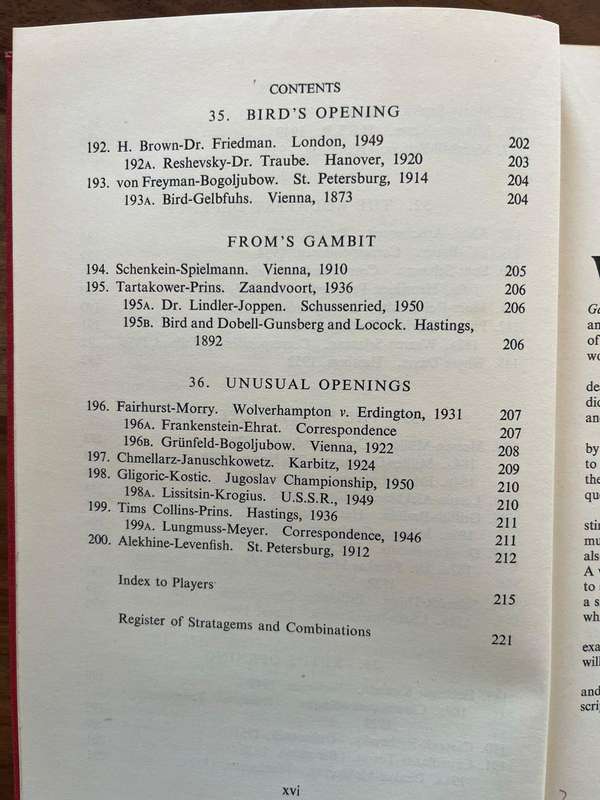 CONTENTS
35. BIRD'S OPENING
192. H. Brown-Dr. Friedman. London, 1949 202
192A. Reshevsky-Dr. Traube. Hanover, 1920 203
193. von Freyman-Bogoljubow. St. Petersburg, 1914 204
193A. Bird-Gelbfuhs. Vienna, 1873 204
FROM'S GAMBIT
194. Schenkein-Spielmann. Vienna, 1910 205
195. Tartakower-Prins. Zaandvoort, 1936 206
195A. Dr. Lindler-Joppen. Schussenried, 1950 206
195B. Bird and Dobell-Gunsberg and Locock. Hastings,
1892 206
36. UNUSUAL OPENINGS
196. Fairhurst-Morry. Wolverhampton v. Erdington, 1931 207
196A. Frankenstein-Ehrat. Correspondence 207
196B. Grünfeld-Bogoljubow. Vienna, 1922 208
197. Chmellarz-Januschkowetz. Karbitz, 1924 209
198. Gligoric-Kostic. Jugoslav Championship, 1950 210
198A. Lissitsin-Krogius. U.S.S.R., 1949 210
199. Tims Collins-Prins. Hastings, 1936 211
199A. Lungmuss-Meyer. Correspondence, 1946 211
200. Alekhine-Levenfish. St. Petersburg, 1912 212
Index to Players 215
Register of Stratagems and Combinations 221
xvi